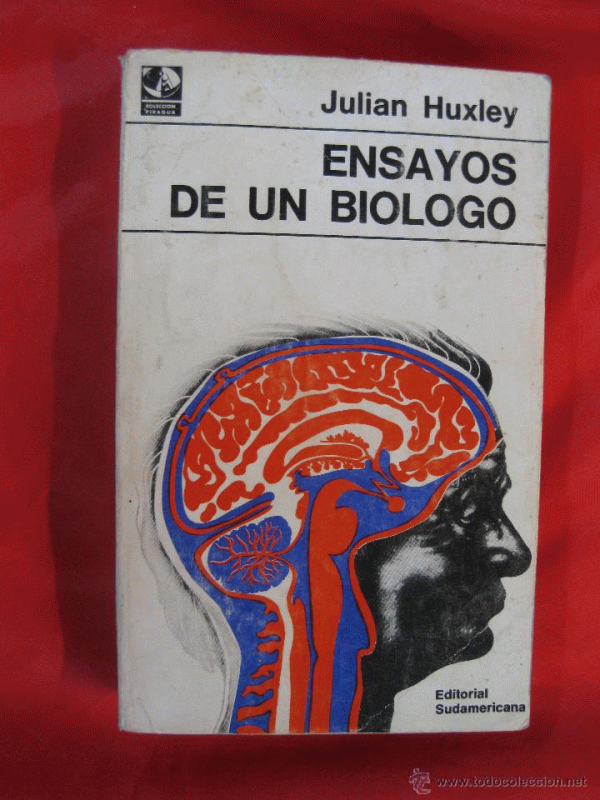 COLECCION
PIRAGUA
Julian Huxley
ENSAYOS
DE UN BIOLOGO
Editorial
Sudamericana
www.todocoleccion.net